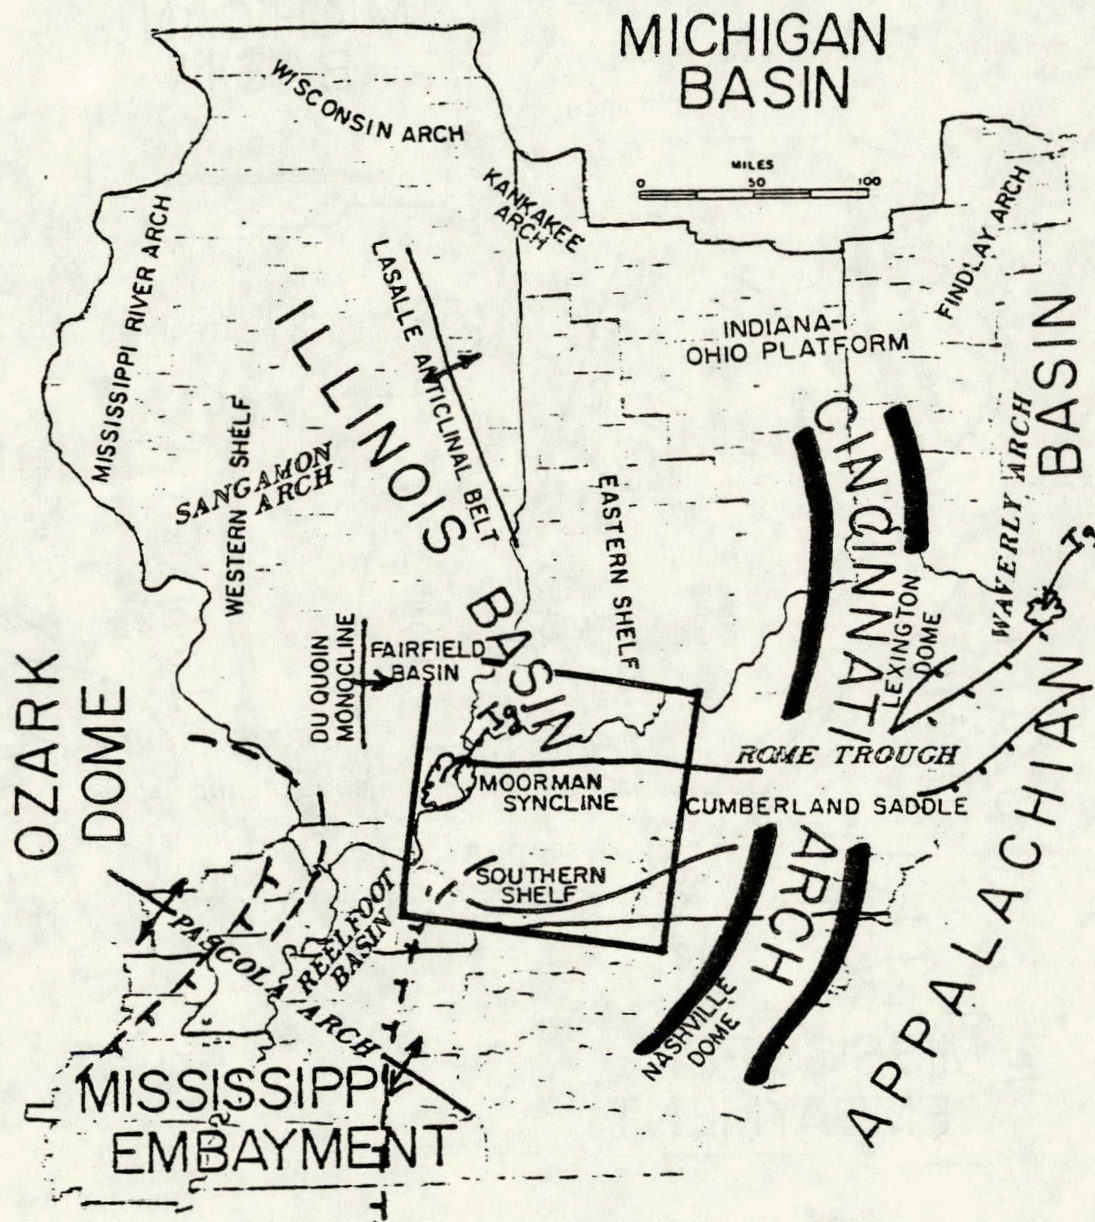 MICHIGAN
BASIN
WISCONSIN ARCH
MILES
0 50 100
KANKAKEE
ARCH
FINDLAY ARCH
MISSISSIPPI RIVER ARCH
LASALLE ANTICLINAL BELT
ILLINOIS BASIN
INDIANA-
OHIO PLATFORM
WESTERN SHELF
SANGAMON
ARCH
EASTERN SHELF
CINCINNATI
ARCH
WAVERLY ARCH
LEXINGTON
DOME
Ig
APPALACHIAN
BASIN
OZARK
DOME
DU QUOIN
MONOCLINE
FAIRFIELD
BASIN
Ig
MOORMAN
SYNCLINE
ROME TROUGH
CUMBERLAND SADDLE
SOUTHERN
SHELF
REELFOOT
BASIN
PASCOLA ARCH
NASHVILLE
DOME
MISSISSIPPI
EMBAYMENT